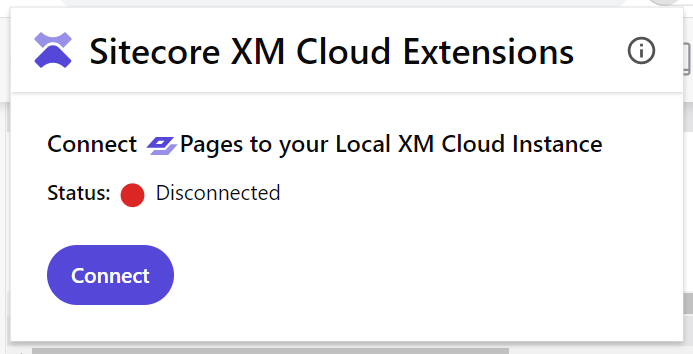 Sitecore XM Cloud Extensions
Connect Pages to your Local XM Cloud Instance
Status: Disconnected
Connect